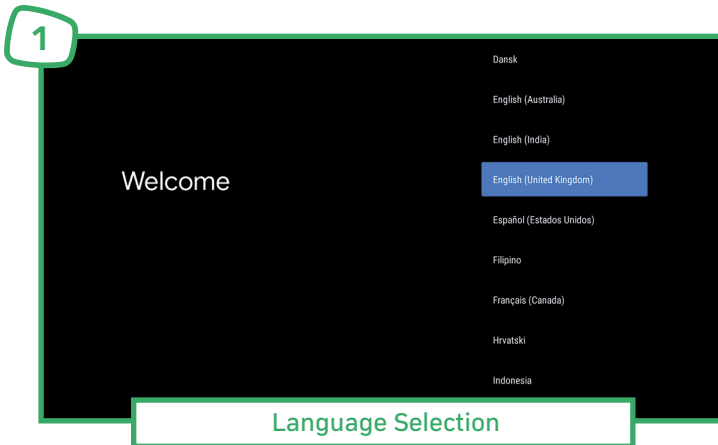 1
Welcome
Dansk
English (Australia)
English (India)
English (United Kingdom)
Español (Estados Unidos)
Filipino
Français (Canada)
Hrvatski
Indonesia
Language Selection